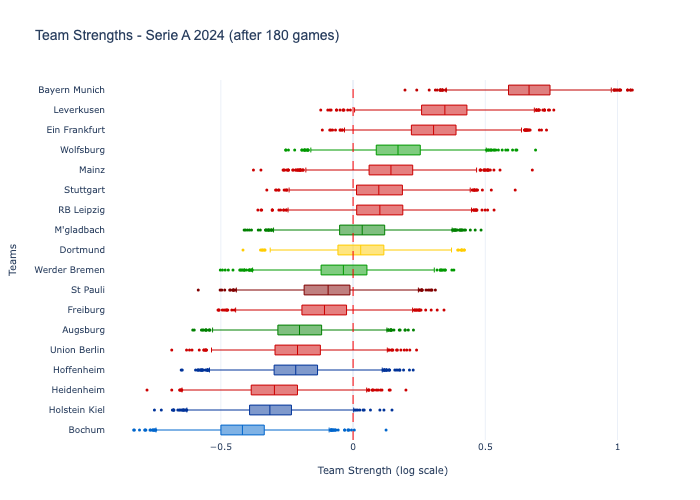 Team Strengths - Serie A 2024 (after 180 games)
Bayern Munich
Leverkusen
Ein Frankfurt
Wolfsburg
Mainz
Stuttgart
RB Leipzig
M'gladbach
Dortmund
Werder Bremen
St Pauli
Freiburg
Augsburg
Union Berlin
Hoffenheim
Heidenheim
Holstein Kiel
Bochum
Teams
−0.5 0 0.5 1
Team Strength (log scale)